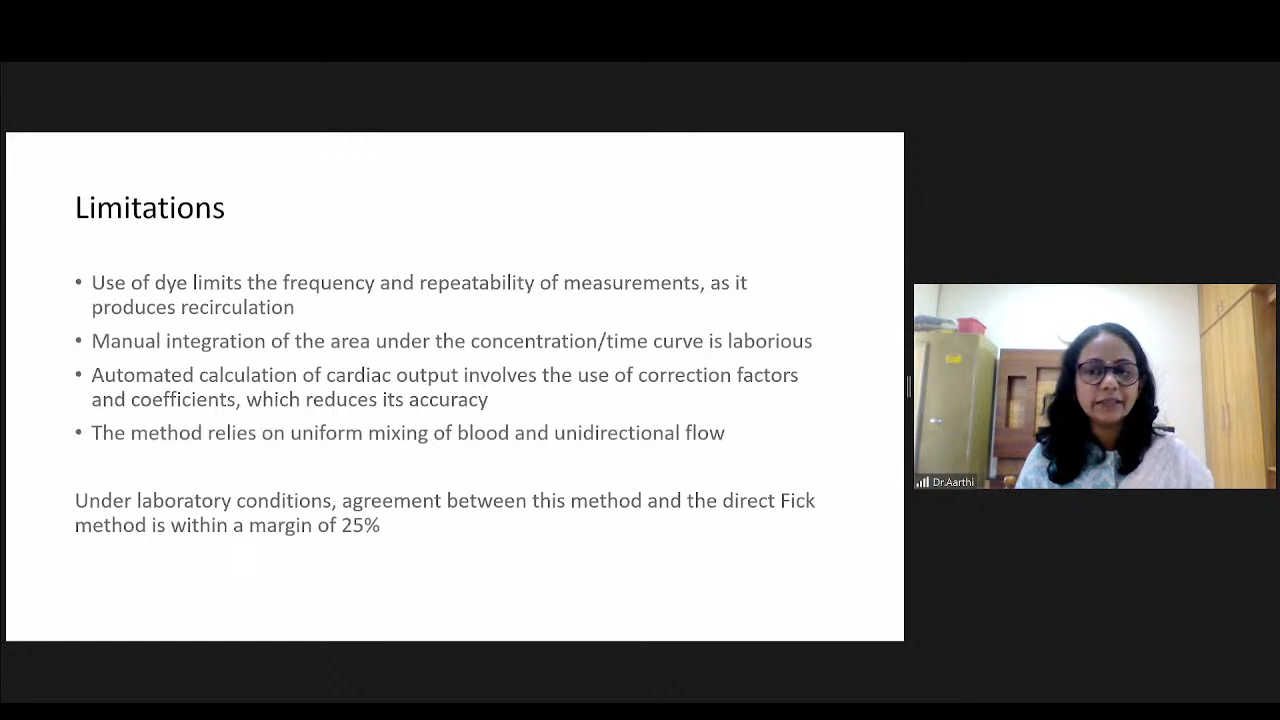 Limitations
• Use of dye limits the frequency and repeatability of measurements, as it
produces recirculation
• Manual integration of the area under the concentration/time curve is laborious
• Automated calculation of cardiac output involves the use of correction factors
and coefficients, which reduces its accuracy
• The method relies on uniform mixing of blood and unidirectional flow
Under laboratory conditions, agreement between this method and the direct Fick
method is within a margin of 25%
Dr.Aarthi